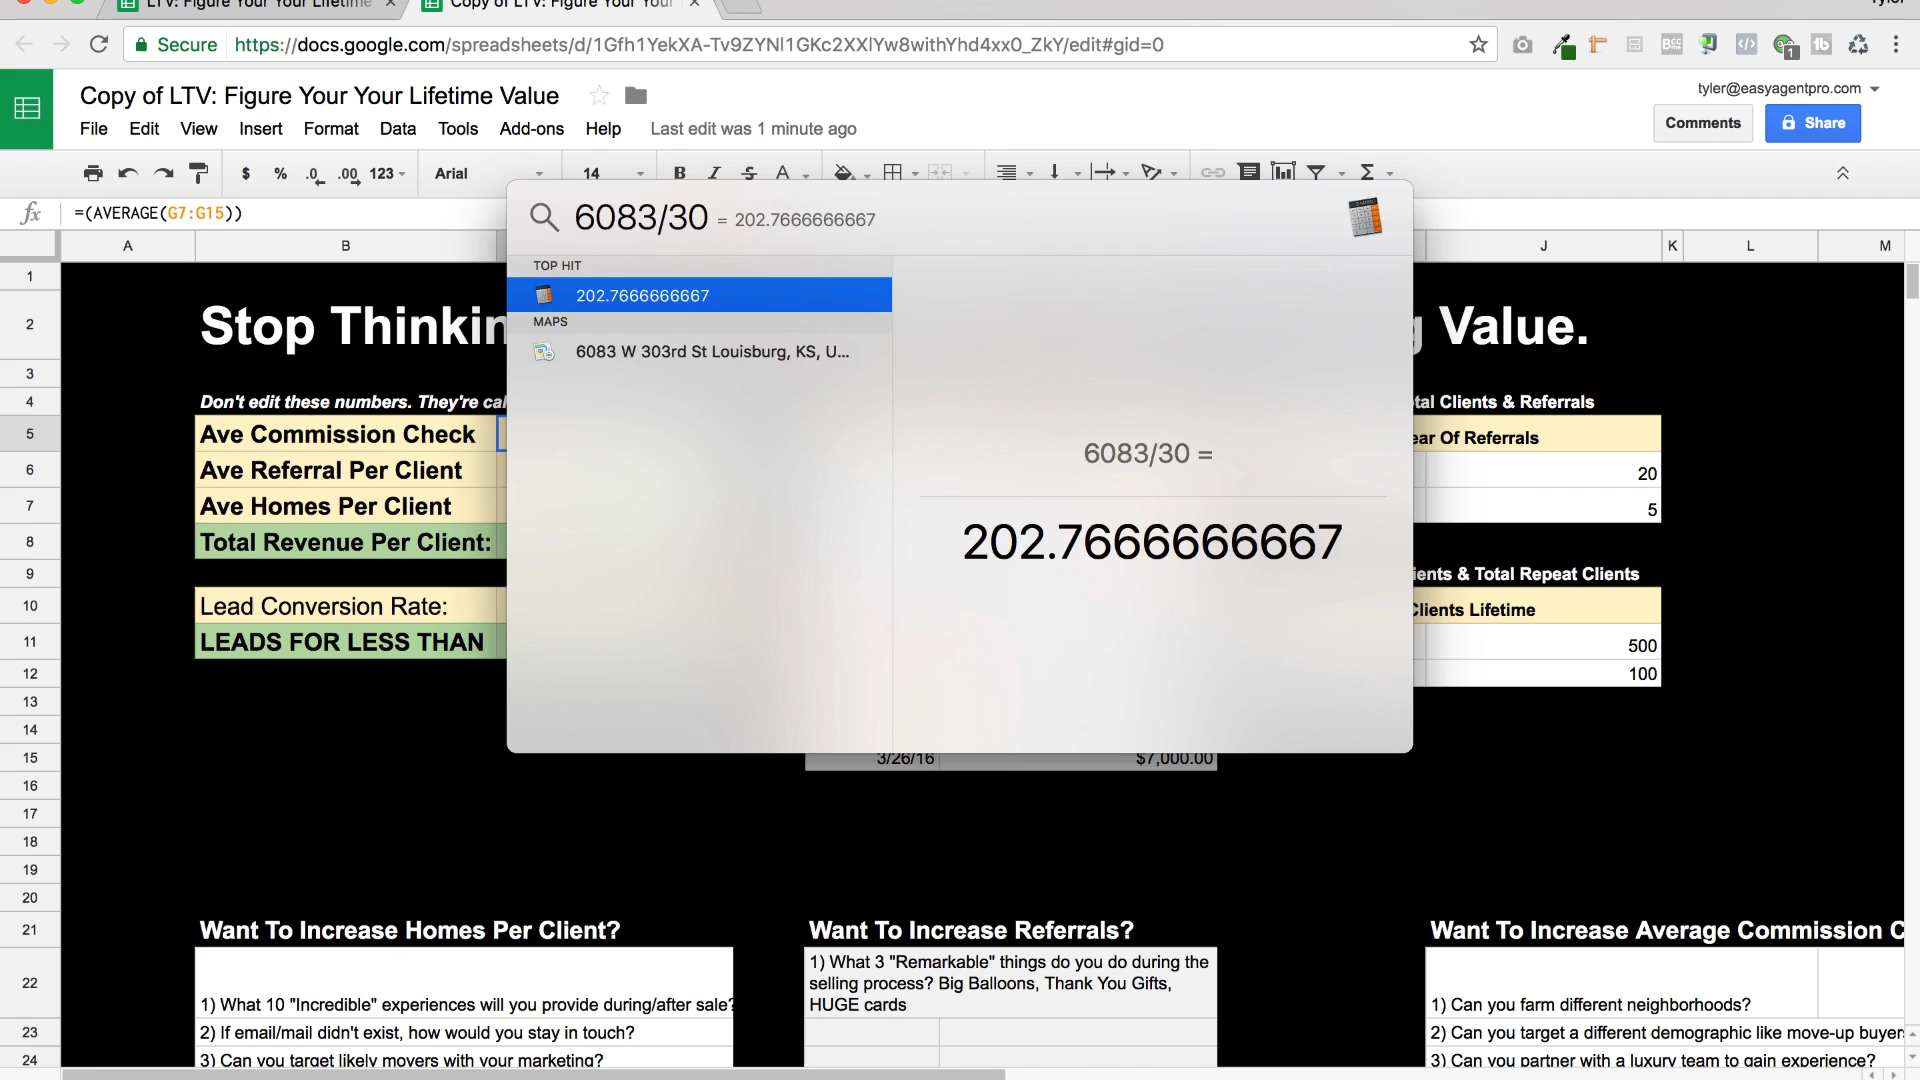 LTV: Figure Your Your Lifetime
Copy of LTV: Figure Your Your
Tyler
Secure https://docs.google.com/spreadsheets/d/1Gfh1YekXA-Tv9ZYNl1GKc2XXlYw8withYhd4xx0_ZkY/edit#gid=0
Copy of LTV: Figure Your Your Lifetime Value
tyler@easyagentpro.com
File Edit View Insert Format Data Tools Add-ons Help Last edit was 1 minute ago
Comments Share
$ % .0 .00 123 Arial 14 B I S A Σ
fx =(AVERAGE(G7:G15))
6083/30 = 202.7666666667
A B J K L M
TOP HIT
202.7666666667
MAPS
6083 W 303rd St Louisburg, KS, U...
6083/30 =
202.7666666667
1
2 Stop Thinkin g Value.
3
4 Don't edit these numbers. They're cal tal Clients & Referrals
5 Ave Commission Check ear Of Referrals
6 Ave Referral Per Client 20
7 Ave Homes Per Client 5
8 Total Revenue Per Client:
9 ients & Total Repeat Clients
10 Lead Conversion Rate: Clients Lifetime
11 LEADS FOR LESS THAN 500
12 100
13
14
15 3/26/16 $7,000.00
16
17
18
19
20
21 Want To Increase Homes Per Client? Want To Increase Referrals? Want To Increase Average Commission C
22 1) What 10 "Incredible" experiences will you provide during/after sale?
1) What 3 "Remarkable" things do you do during the
selling process? Big Balloons, Thank You Gifts,
HUGE cards
1) Can you farm different neighborhoods?
23 2) If email/mail didn't exist, how would you stay in touch? 2) Can you target a different demographic like move-up buyer
24 3) Can you target likely movers with your marketing? 3) Can you partner with a luxury team to gain experience?